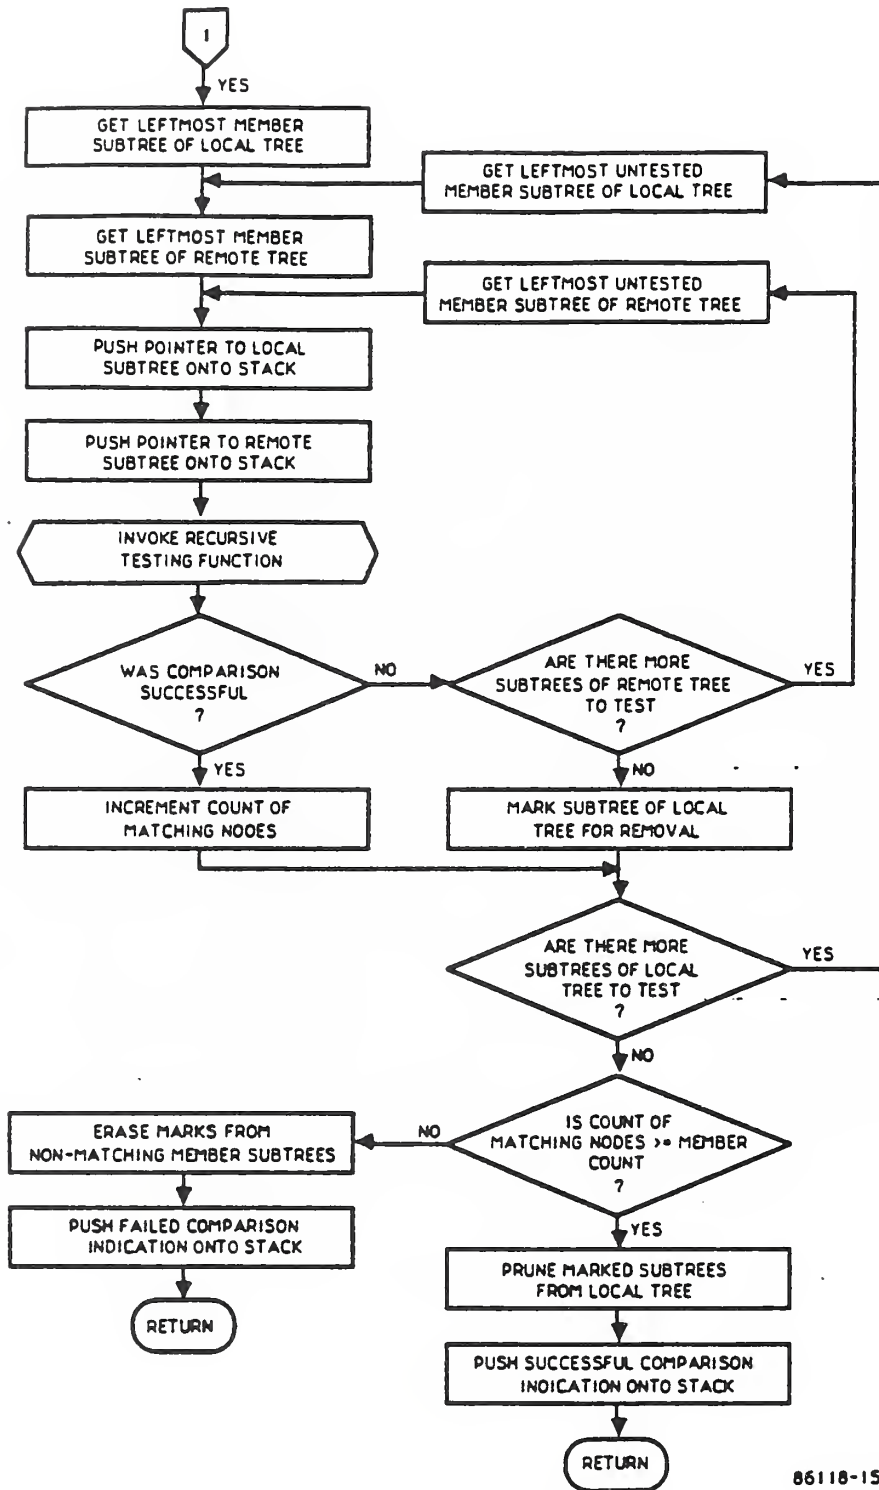 1
YES
GET LEFTMOST MEMBER
SUBTREE OF LOCAL TREE
GET LEFTMOST UNTESTED
MEMBER SUBTREE OF LOCAL TREE
GET LEFTMOST MEMBER
SUBTREE OF REMOTE TREE
GET LEFTMOST UNTESTED
MEMBER SUBTREE OF REMOTE TREE
PUSH POINTER TO LOCAL
SUBTREE ONTO STACK
PUSH POINTER TO REMOTE
SUBTREE ONTO STACK
INVOKE RECURSIVE
TESTING FUNCTION
WAS COMPARISON
SUCCESSFUL
?
NO
ARE THERE MORE
SUBTREES OF REMOTE TREE
TO TEST
?
YES
YES
NO
INCREMENT COUNT OF
MATCHING NODES
MARK SUBTREE OF LOCAL
TREE FOR REMOVAL
ARE THERE MORE
SUBTREES OF LOCAL
TREE TO TEST
?
YES
NO
IS COUNT OF
MATCHING NODES >= MEMBER
COUNT
?
NO
ERASE MARKS FROM
NON-MATCHING MEMBER SUBTREES
PUSH FAILED COMPARISON
INDICATION ONTO STACK
RETURN
YES
PRUNE MARKED SUBTREES
FROM LOCAL TREE
PUSH SUCCESSFUL COMPARISON
INDICATION ONTO STACK
RETURN
86118-15